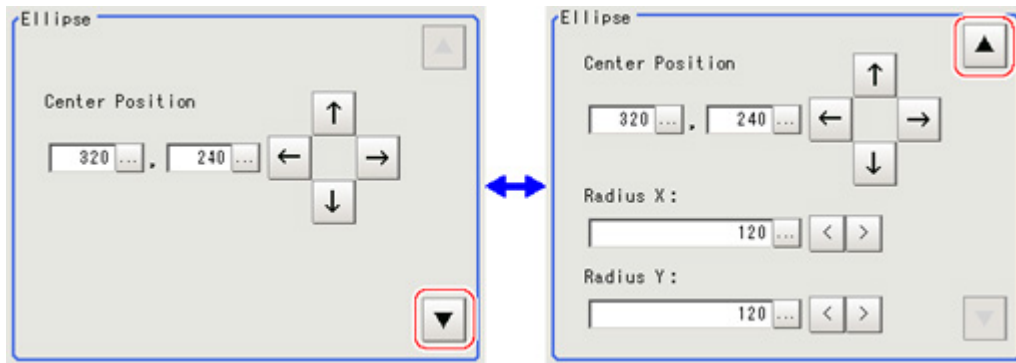 Ellipse
▲
Center Position
↑
320 ... , 240 ... ← →
↓
▼
Ellipse
▲
Center Position
↑
320 ... , 240 ... ← →
↓
Radius X:
120 ... < >
Radius Y:
120 ... < >
▼